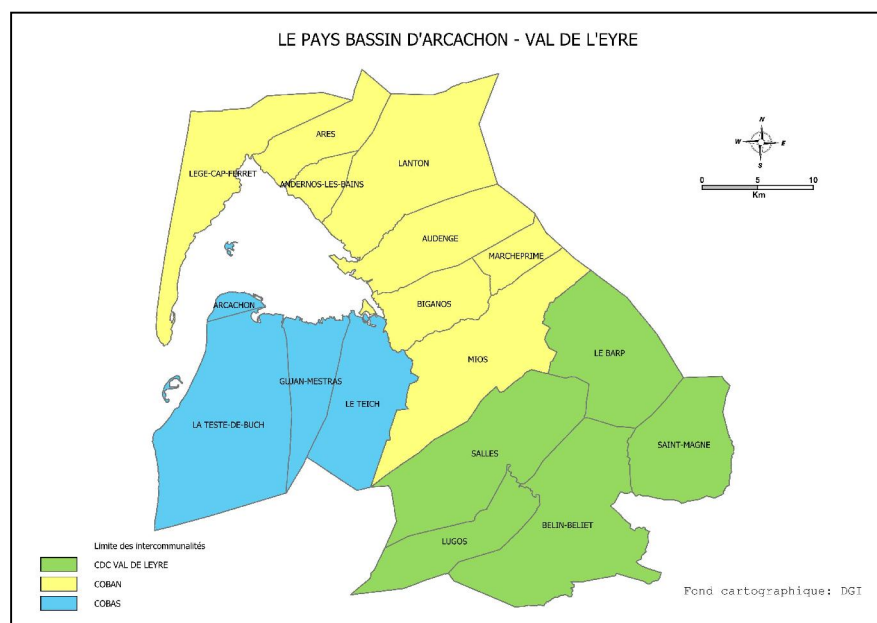 LE PAYS BASSIN D'ARCACHON - VAL DE L'EYRE
N
W E
S
0 5 10
Km
ARES
LEGE-CAP-FERRET
ANDERNOS-LES-BAINS
LANTON
AUDENGE
MARCHEPRIME
BIGANOS
ARCACHON
MIOS
LE BARP
GUJAN-MESTRAS
LE TEICH
LA TESTE-DE-BUCH
SALLES
SAINT-MAGNE
BELIN-BELIET
LUGOS
Limite des intercommunalités
CDC VAL DE LEYRE
COBAN
COBAS
Fond cartographique: DGI